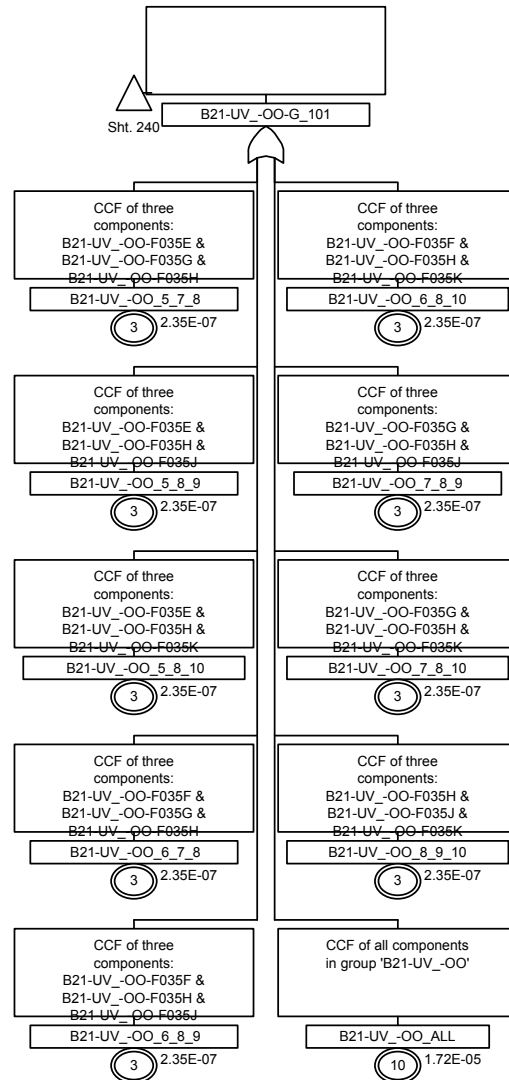 B21-UV_-OO-G_101
Sht. 240
CCF of three
components:
B21-UV_-OO-F035E &
B21-UV_-OO-F035G &
B21-UV_-OO-F035H
B21-UV_-OO_5_7_8
3
2.35E-07
CCF of three
components:
B21-UV_-OO-F035F &
B21-UV_-OO-F035H &
B21-UV_-OO-F035K
B21-UV_-OO_6_8_10
3
2.35E-07
CCF of three
components:
B21-UV_-OO-F035E &
B21-UV_-OO-F035H &
B21-UV_-OO-F035J
B21-UV_-OO_5_8_9
3
2.35E-07
CCF of three
components:
B21-UV_-OO-F035G &
B21-UV_-OO-F035H &
B21-UV_-OO-F035J
B21-UV_-OO_7_8_9
3
2.35E-07
CCF of three
components:
B21-UV_-OO-F035E &
B21-UV_-OO-F035H &
B21-UV_-OO-F035K
B21-UV_-OO_5_8_10
3
2.35E-07
CCF of three
components:
B21-UV_-OO-F035G &
B21-UV_-OO-F035H &
B21-UV_-OO-F035K
B21-UV_-OO_7_8_10
3
2.35E-07
CCF of three
components:
B21-UV_-OO-F035F &
B21-UV_-OO-F035G &
B21-UV_-OO-F035H
B21-UV_-OO_6_7_8
3
2.35E-07
CCF of three
components:
B21-UV_-OO-F035H &
B21-UV_-OO-F035J &
B21-UV_-OO-F035K
B21-UV_-OO_8_9_10
3
2.35E-07
CCF of three
components:
B21-UV_-OO-F035F &
B21-UV_-OO-F035H &
B21-UV_-OO-F035J
B21-UV_-OO_6_8_9
3
2.35E-07
CCF of all components
in group 'B21-UV_-OO'
B21-UV_-OO_ALL
10
1.72E-05